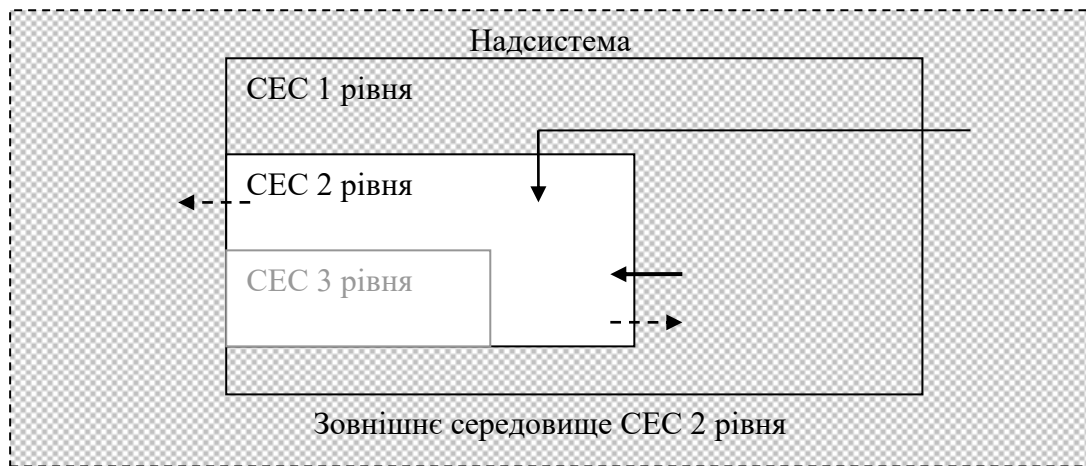 Надсистема
СЕС 1 рівня
СЕС 2 рівня
СЕС 3 рівня
Зовнішнє середовище СЕС 2 рівня